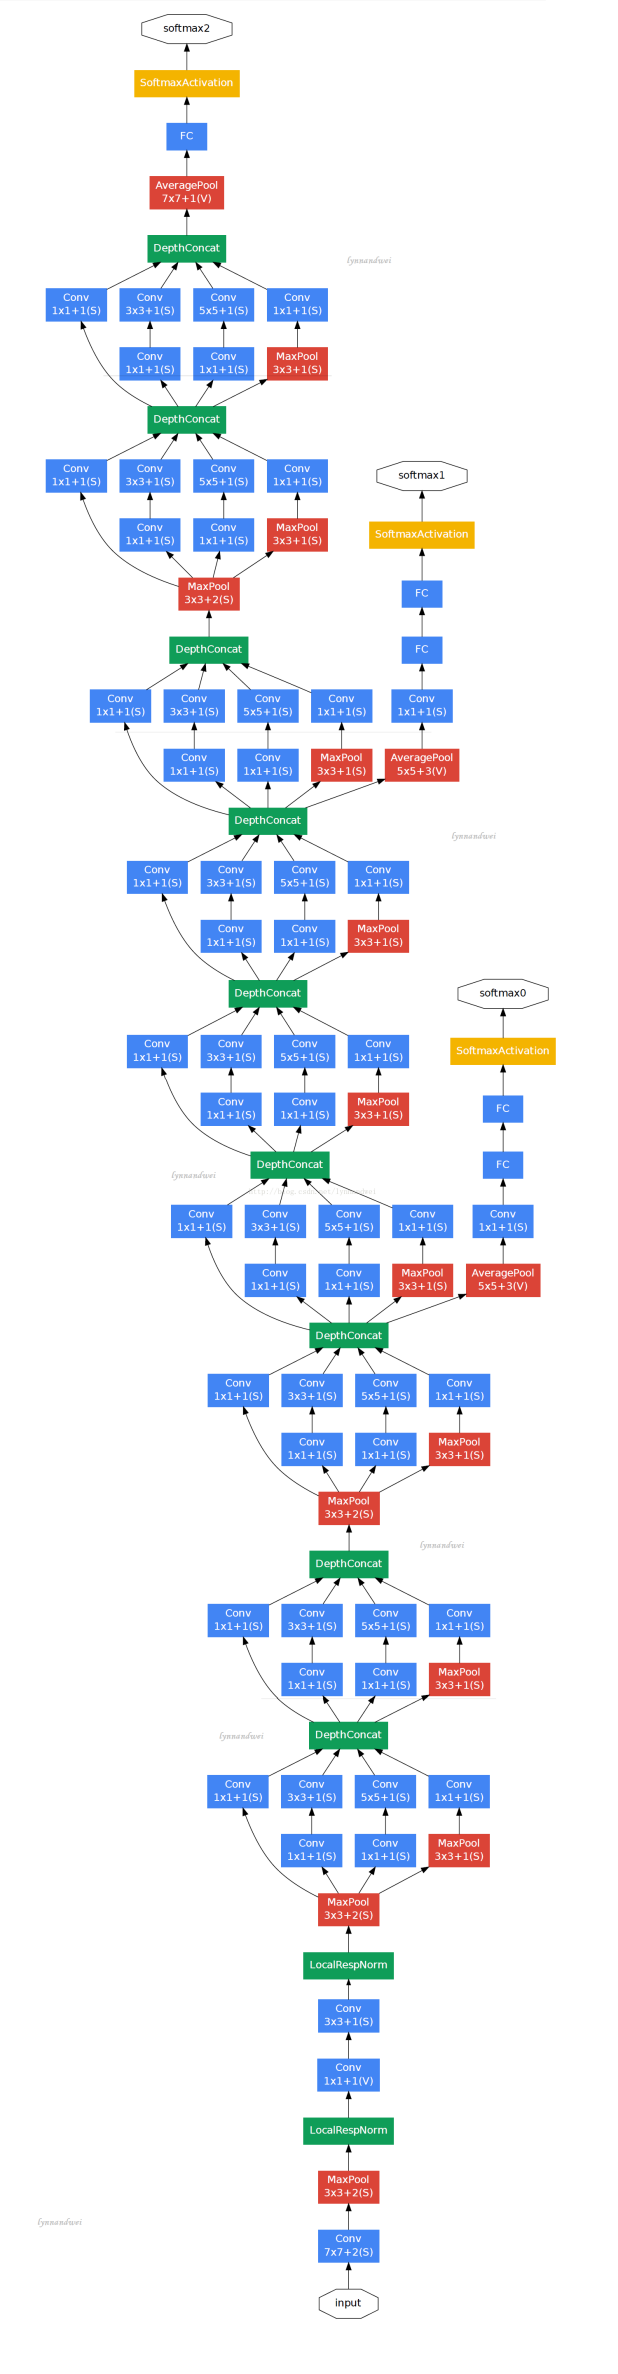 softmax2
SoftmaxActivation
FC
AveragePool
7x7+1(V)
DepthConcat
lynnandwei
Conv Conv Conv Conv
1x1+1(S) 3x3+1(S) 5x5+1(S) 1x1+1(S)
Conv Conv MaxPool
1x1+1(S) 1x1+1(S) 3x3+1(S)
DepthConcat
Conv Conv Conv Conv
1x1+1(S) 3x3+1(S) 5x5+1(S) 1x1+1(S)
softmax1
Conv Conv MaxPool
1x1+1(S) 1x1+1(S) 3x3+1(S)
SoftmaxActivation
MaxPool
3x3+2(S)
FC
DepthConcat
FC
Conv Conv Conv Conv Conv
1x1+1(S) 3x3+1(S) 5x5+1(S) 1x1+1(S) 1x1+1(S)
Conv Conv MaxPool AveragePool
1x1+1(S) 1x1+1(S) 3x3+1(S) 5x5+3(V)
DepthConcat
lynnandwei
Conv Conv Conv Conv
1x1+1(S) 3x3+1(S) 5x5+1(S) 1x1+1(S)
Conv Conv MaxPool
1x1+1(S) 1x1+1(S) 3x3+1(S)
DepthConcat
softmax0
Conv Conv Conv Conv
1x1+1(S) 3x3+1(S) 5x5+1(S) 1x1+1(S)
SoftmaxActivation
Conv Conv MaxPool
1x1+1(S) 1x1+1(S) 3x3+1(S)
FC
DepthConcat
FC
lynnandwei
Conv Conv Conv Conv Conv
1x1+1(S) 3x3+1(S) 5x5+1(S) 1x1+1(S) 1x1+1(S)
Conv Conv MaxPool AveragePool
1x1+1(S) 1x1+1(S) 3x3+1(S) 5x5+3(V)
DepthConcat
Conv Conv Conv Conv
1x1+1(S) 3x3+1(S) 5x5+1(S) 1x1+1(S)
Conv Conv MaxPool
1x1+1(S) 1x1+1(S) 3x3+1(S)
MaxPool
3x3+2(S)
lynnandwei
DepthConcat
Conv Conv Conv Conv
1x1+1(S) 3x3+1(S) 5x5+1(S) 1x1+1(S)
Conv Conv MaxPool
1x1+1(S) 1x1+1(S) 3x3+1(S)
DepthConcat
lynnandwei
Conv Conv Conv Conv
1x1+1(S) 3x3+1(S) 5x5+1(S) 1x1+1(S)
Conv Conv MaxPool
1x1+1(S) 1x1+1(S) 3x3+1(S)
MaxPool
3x3+2(S)
LocalRespNorm
Conv
3x3+1(S)
Conv
1x1+1(V)
LocalRespNorm
MaxPool
3x3+2(S)
lynnandwei
Conv
7x7+2(S)
input